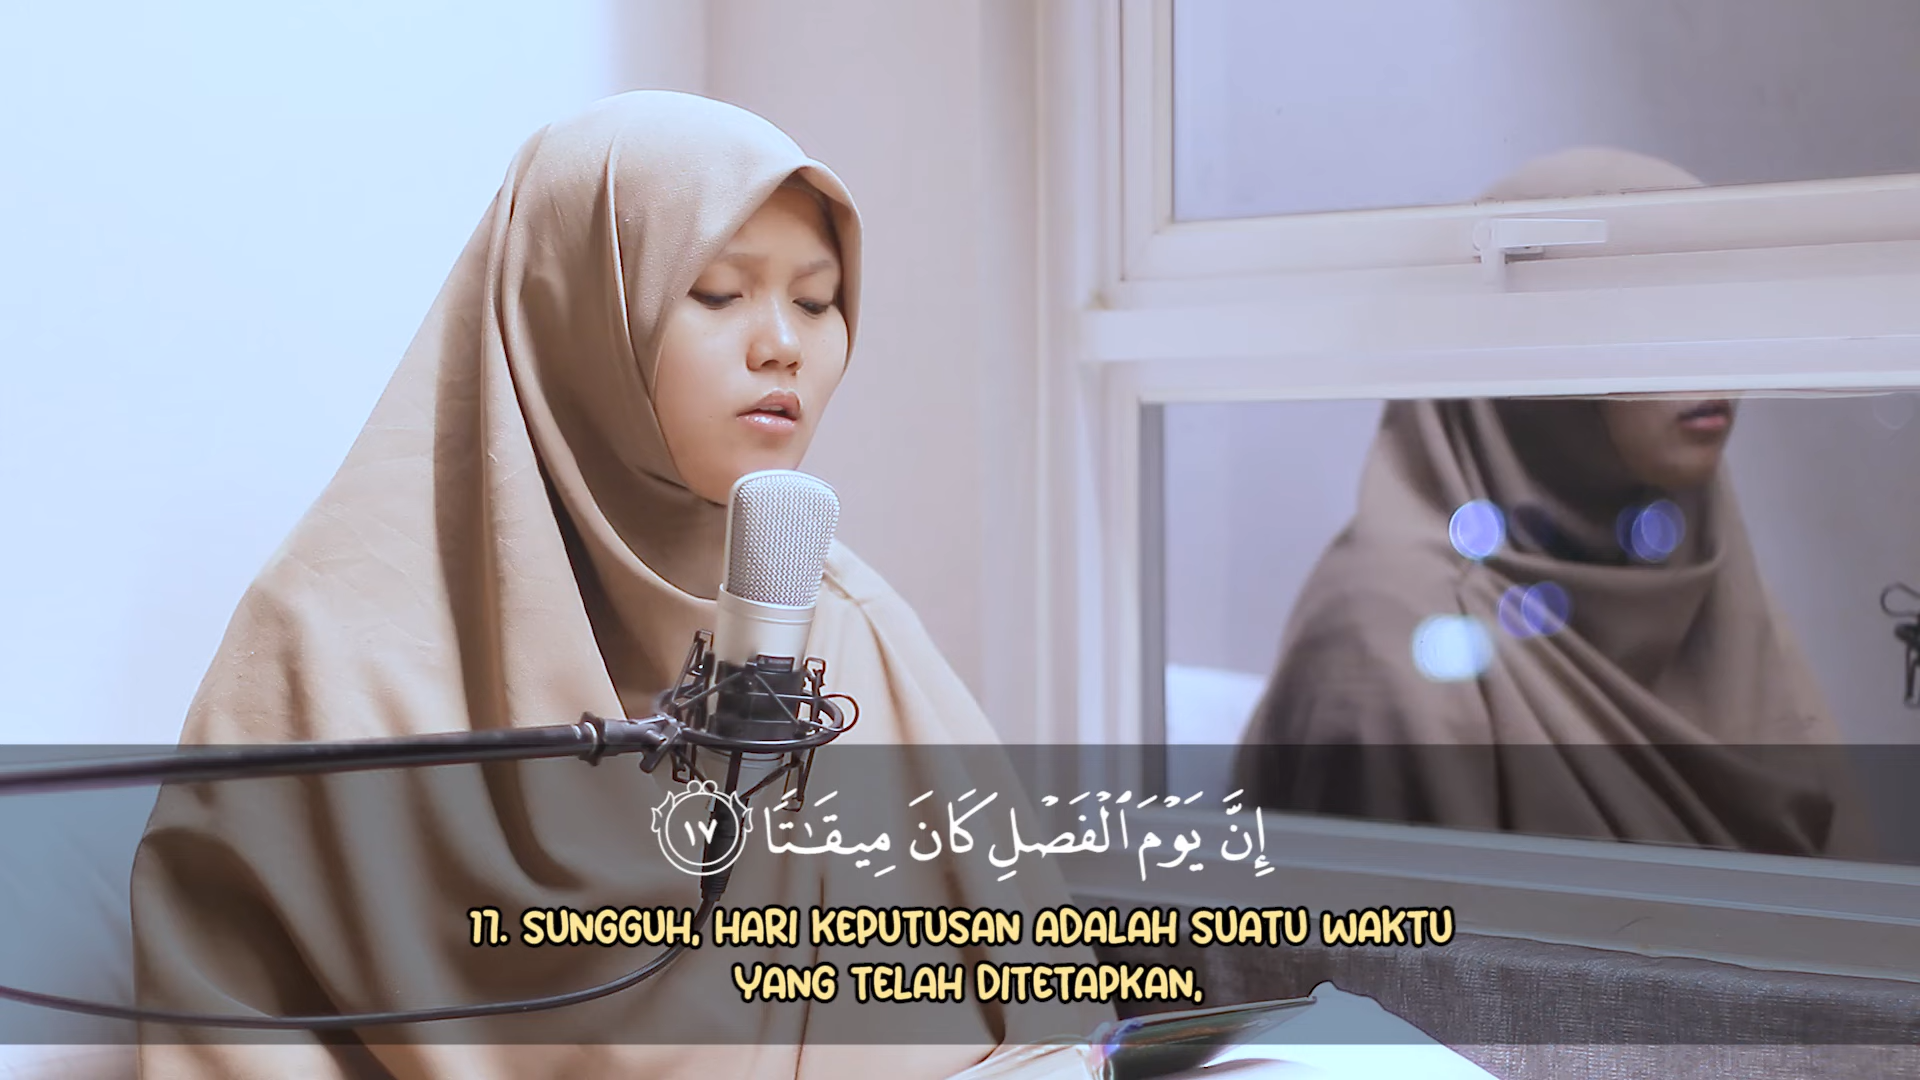 إِنَّ يَوْمَ ٱلْفَصْلِ كَانَ مِيقَـٰتًا ١٧
17. SUNGGUH, HARI KEPUTUSAN ADALAH SUATU WAKTU
YANG TELAH DITETAPKAN,